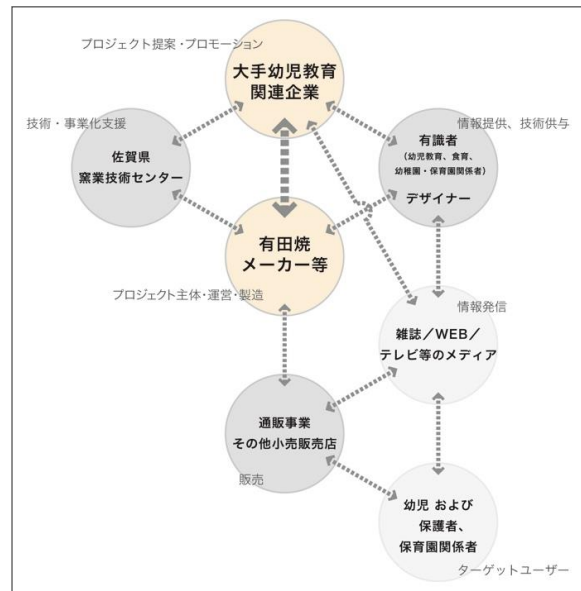 プロジェクト提案・プロモーション
大手幼児教育
関連企業
技術・事業化支援
佐賀県
窯業技術センター
情報提供、技術供与
有識者
（幼児教育、食育、
幼稚園・保育園関係者）
デザイナー
有田焼
メーカー等
プロジェクト主体・運営・製造
情報発信
雑誌／WEB／
テレビ等のメディア
通販事業
その他小売販売店
販売
幼児 および
保護者、
保育園関係者
ターゲットユーザー